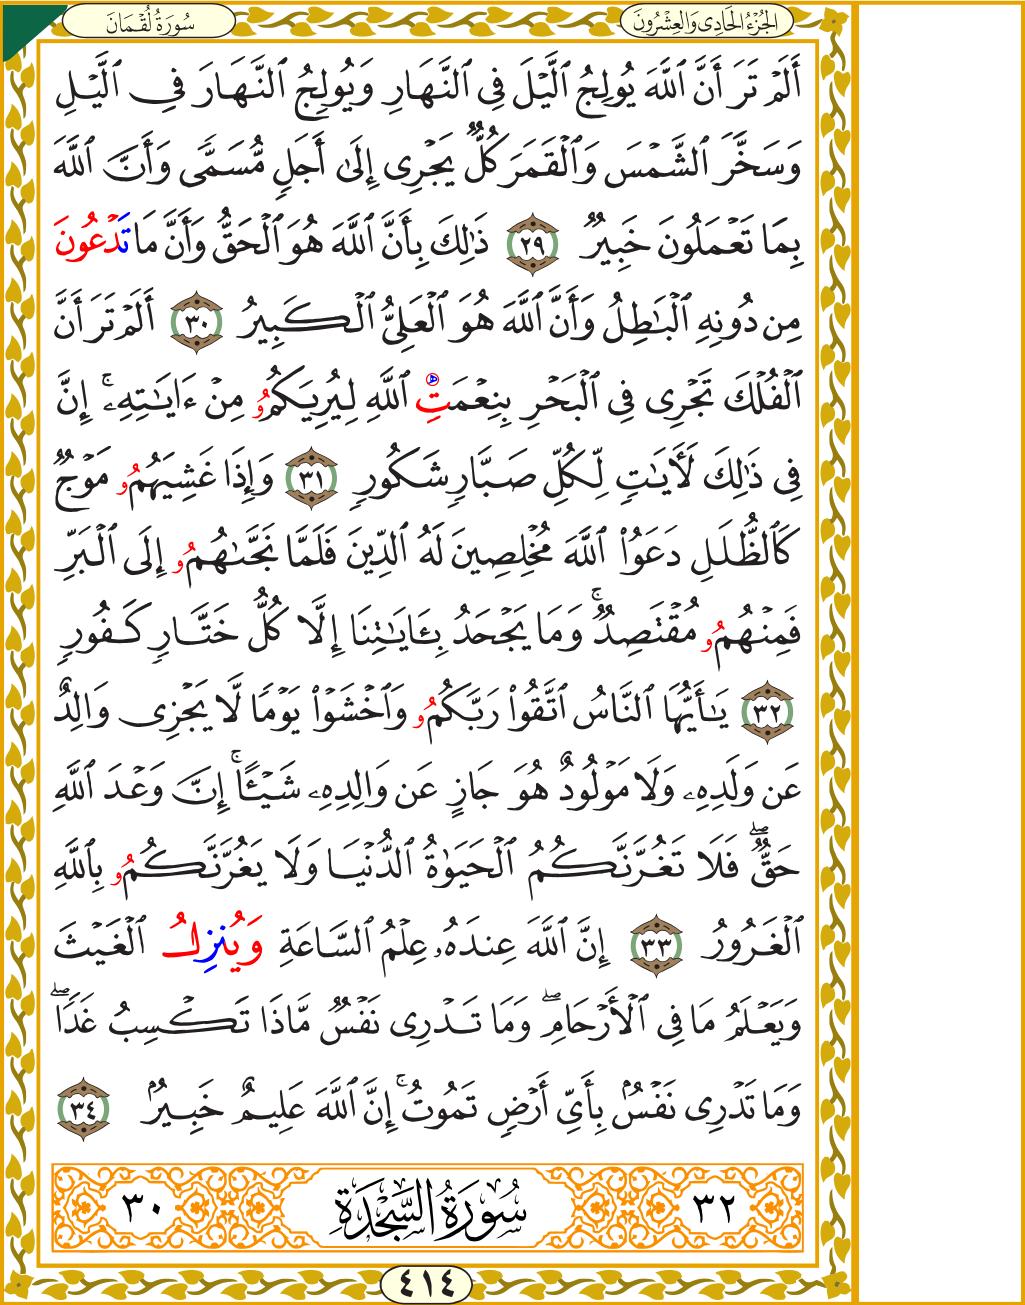 الجُزْءُ الحَادِى وَالعِشْرُونَ
سُورَةُ لُقْمَانَ
أَلَمۡ تَرَ أَنَّ ٱللَّهَ يُولِجُ ٱلَّيۡلَ فِي ٱلنَّهَارِ وَيُولِجُ ٱلنَّهَارَ فِي ٱلَّيۡلِ
وَسَخَّرَ ٱلشَّمۡسَ وَٱلۡقَمَرَ كُلّٞ يَجۡرِيٓ إِلَىٰٓ أَجَلٖ مُّسَمّٗى وَأَنَّ ٱللَّهَ
بِمَا تَعۡمَلُونَ خَبِيرٞ ٢٩ ذَٰلِكَ بِأَنَّ ٱللَّهَ هُوَ ٱلۡحَقُّ وَأَنَّ مَا تَدۡعُونَ
مِن دُونِهِ ٱلۡبَٰطِلُ وَأَنَّ ٱللَّهَ هُوَ ٱلۡعَلِيُّ ٱلۡكَبِيرُ ٣٠ أَلَمۡ تَرَ أَنَّ
ٱلۡفُلۡكَ تَجۡرِي فِي ٱلۡبَحۡرِ بِنِعۡمَتِ ٱللَّهِ لِيُرِيَكُمُۥ مِنۡ ءَايَٰتِهِۦٓۚ إِنَّ
فِي ذَٰلِكَ لَأٓيَٰتٖ لِّكُلِّ صَبَّارٖ شَكُورٖ ٣١ وَإِذَا غَشِيَهُمُۥ مَوۡجٞ
كَٱلظُّلَلِ دَعَوُاْ ٱللَّهَ مُخۡلِصِينَ لَهُ ٱلدِّينَ فَلَمَّا نَجَّىٰهُمُۥ إِلَى ٱلۡبَرِّ
فَمِنۡهُمُۥ مُقۡتَصِدٞۚ وَمَا يَجۡحَدُ بِـَٔايَٰتِنَآ إِلَّا كُلُّ خَتَّارٖ كَفُورٖ
٣٢ يَٰٓأَيُّهَا ٱلنَّاسُ ٱتَّقُواْ رَبَّكُمُۥ وَٱخۡشَوۡاْ يَوۡمٗا لَّا يَجۡزِي وَالِدٌ
عَن وَلَدِهِۦ وَلَا مَوۡلُودٌ هُوَ جَازٍ عَن وَالِدِهِۦ شَيۡـًٔاۚ إِنَّ وَعۡدَ ٱللَّهِ
حَقّٞۖ فَلَا تَغُرَّنَّكُمُ ٱلۡحَيَوٰةُ ٱلدُّنۡيَا وَلَا يَغُرَّنَّكُمُۥ بِٱللَّهِ
ٱلۡغَرُورُ ٣٣ إِنَّ ٱللَّهَ عِندَهُۥ عِلۡمُ ٱلسَّاعَةِ وَيُنزِلُ ٱلۡغَيۡثَ
وَيَعۡلَمُ مَا فِي ٱلۡأَرۡحَامِۖ وَمَا تَدۡرِي نَفۡسٞ مَّاذَا تَكۡسِبُ غَدٗاۖ
وَمَا تَدۡرِي نَفۡسُۢ بِأَيِّ أَرۡضٖ تَمُوتُۚ إِنَّ ٱللَّهَ عَلِيمٌ خَبِيرُۢ ٣٤
٣٢ سُورَةُ السَّجْدَةِ ٣٠
٤١٤